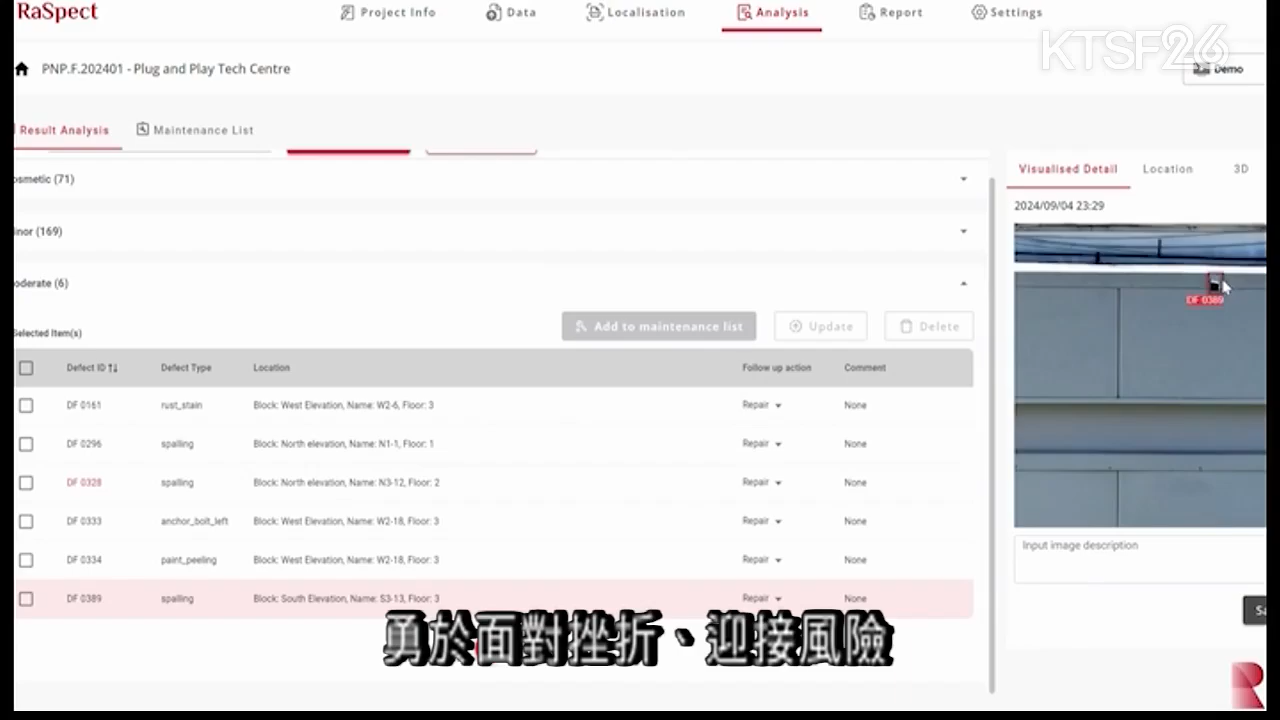 RaSpect
Project Info
Data
Localisation
Analysis
Report
Settings
KTSF26
PNP.F.202401 - Plug and Play Tech Centre
Demo
Result Analysis
Maintenance List
osmetic (71)
inor (169)
oderate (6)
Selected Item(s)
Add to maintenance list
Update
Delete
Defect ID Defect Type Location Follow up action Comment
DF 0161 rust_stain Block: West Elevation, Name: W2-6, Floor: 3 Repair None
DF 0296 spalling Block: North elevation, Name: N1-1, Floor: 1 Repair None
DF 0328 spalling Block: North elevation, Name: N3-12, Floor: 2 Repair None
DF 0333 anchor_bolt_left Block: West Elevation, Name: W2-18, Floor: 3 Repair None
DF 0334 paint_peeling Block: West Elevation, Name: W2-18, Floor: 3 Repair None
DF 0389 spalling Block: South Elevation, Name: S3-13, Floor: 3 Repair None
Visualised Detail
Location
3D
2024/09/04 23:29
DF 0389
Input image description
Sa
勇於面對挫折、迎接風險
R